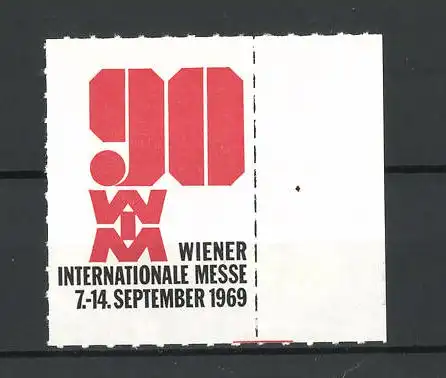 90
WIM
WIENER
INTERNATIONALE MESSE
7.-14. SEPTEMBER 1969